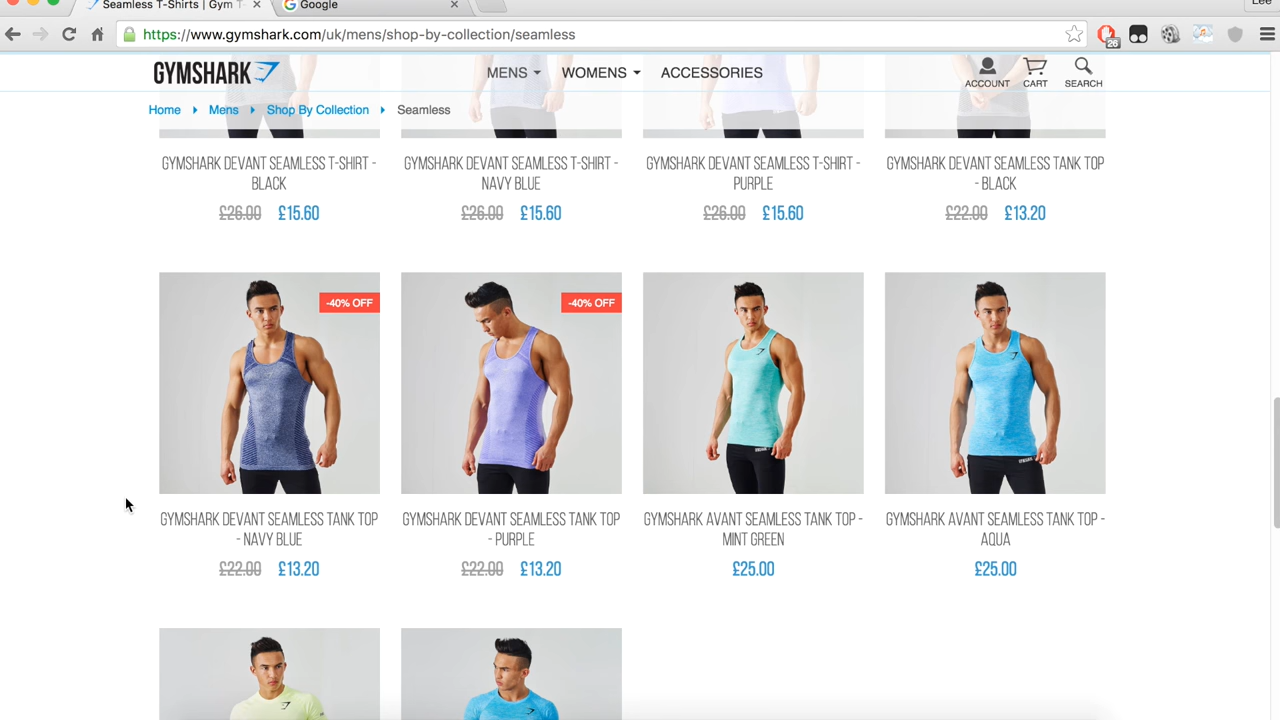 Seamless T-Shirts | Gym T
Google
Lee
https://www.gymshark.com/uk/mens/shop-by-collection/seamless
26
GYMSHARK
MENS
WOMENS
ACCESSORIES
ACCOUNT
CART
SEARCH
Home
Mens
Shop By Collection
Seamless
GYMSHARK DEVANT SEAMLESS T-SHIRT -
BLACK
£26.00 £15.60
GYMSHARK DEVANT SEAMLESS T-SHIRT -
NAVY BLUE
£26.00 £15.60
GYMSHARK DEVANT SEAMLESS T-SHIRT -
PURPLE
£26.00 £15.60
GYMSHARK DEVANT SEAMLESS TANK TOP
- BLACK
£22.00 £13.20
-40% OFF
GYMSHARK DEVANT SEAMLESS TANK TOP
- NAVY BLUE
£22.00 £13.20
-40% OFF
GYMSHARK DEVANT SEAMLESS TANK TOP
- PURPLE
£22.00 £13.20
GYMSHARK AVANT SEAMLESS TANK TOP -
MINT GREEN
£25.00
GYMSHARK AVANT SEAMLESS TANK TOP -
AQUA
£25.00